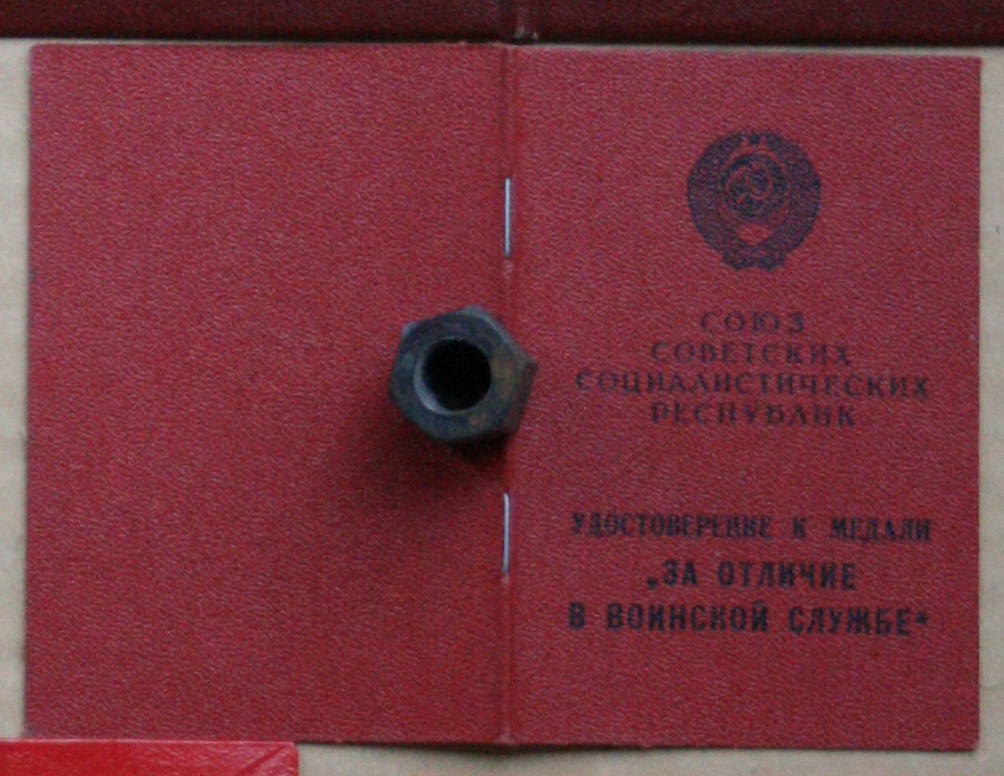 СОЮЗ
СОВЕТСКИХ
СОЦИАЛИСТИЧЕСКИХ
РЕСПУБЛИК
УДОСТОВЕРЕНИЕ К МЕДАЛИ
„ЗА ОТЛИЧИЕ
В ВОИНСКОЙ СЛУЖБЕ“